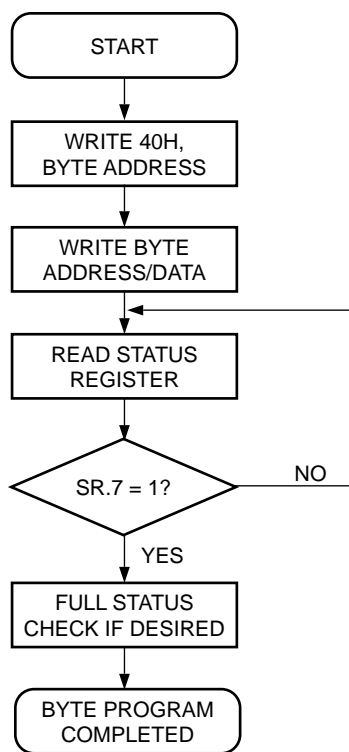 START
WRITE 40H,
BYTE ADDRESS
WRITE BYTE
ADDRESS/DATA
READ STATUS
REGISTER
SR.7 = 1?
NO
YES
FULL STATUS
CHECK IF DESIRED
BYTE PROGRAM
COMPLETED